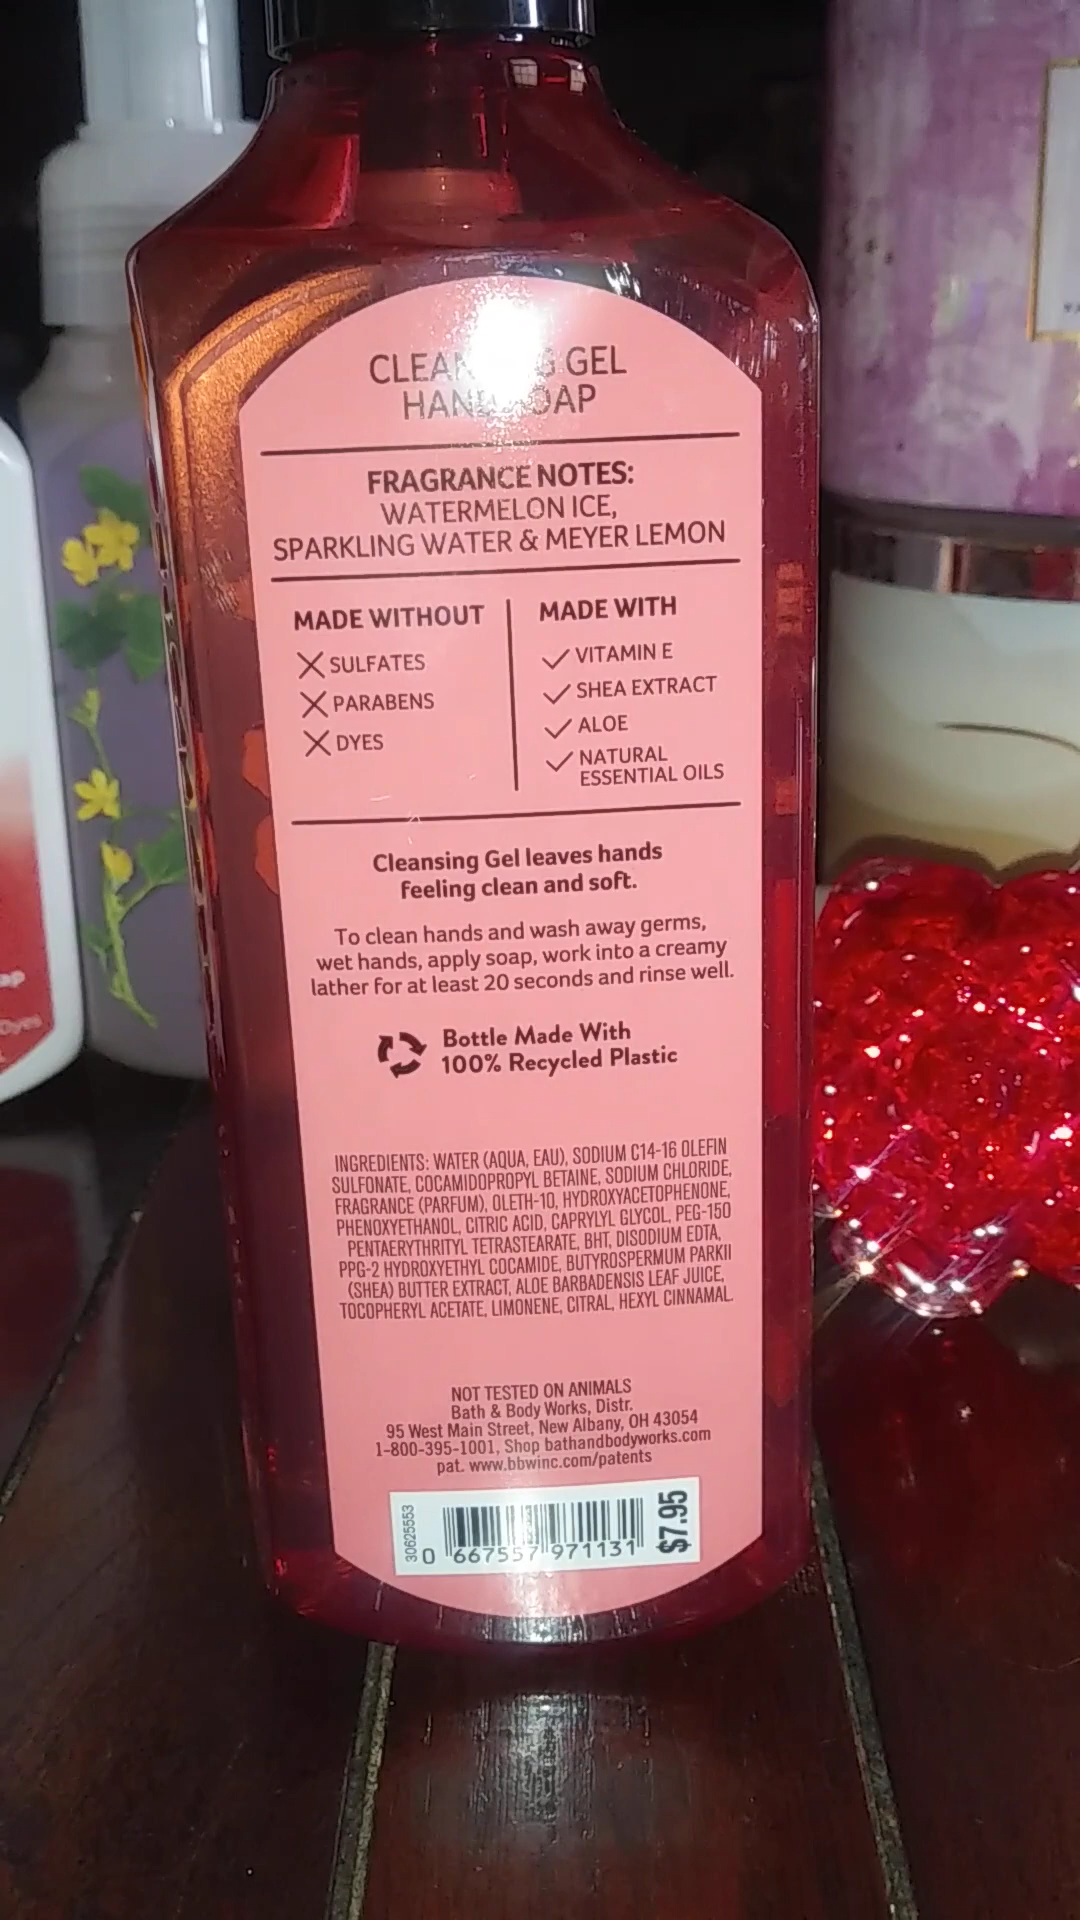 GEL
HAND SOAP
FRAGRANCE NOTES:
WATERMELON ICE,
SPARKLING WATER & MEYER LEMON
MADE WITHOUT
SULFATES
PARABENS
DYES
MADE WITH
VITAMIN E
SHEA EXTRACT
ALOE
NATURAL
ESSENTIAL OILS
Cleansing Gel leaves hands
feeling clean and soft.
To clean hands and wash away germs,
wet hands, apply soap, work into a creamy
lather for at least 20 seconds and rinse well.
Bottle Made With
100% Recycled Plastic
INGREDIENTS: WATER (AQUA, EAU), SODIUM C14-16 OLEFIN
SULFONATE, COCAMIDOPROPYL BETAINE, SODIUM CHLORIDE,
FRAGRANCE (PARFUM), OLETH-10, HYDROXYACETOPHENONE,
PHENOXYETHANOL, CITRIC ACID, CAPRYLYL GLYCOL, PEG-150
PENTAERYTHRITYL TETRASTEARATE, BHT, DISODIUM EDTA,
PPG-2 HYDROXYETHYL COCAMIDE, BUTYROSPERMUM PARKII
(SHEA) BUTTER EXTRACT, ALOE BARBADENSIS LEAF JUICE,
TOCOPHERYL ACETATE, LIMONENE, CITRAL, HEXYL CINNAMAL.
NOT TESTED ON ANIMALS
Bath & Body Works, Distr.
95 West Main Street, New Albany, OH 43054
1-800-395-1001, Shop bathandbodyworks.com
pat. www.bbwinc.com/patents
30625553
0 667557 971131
$7.95
Dyes